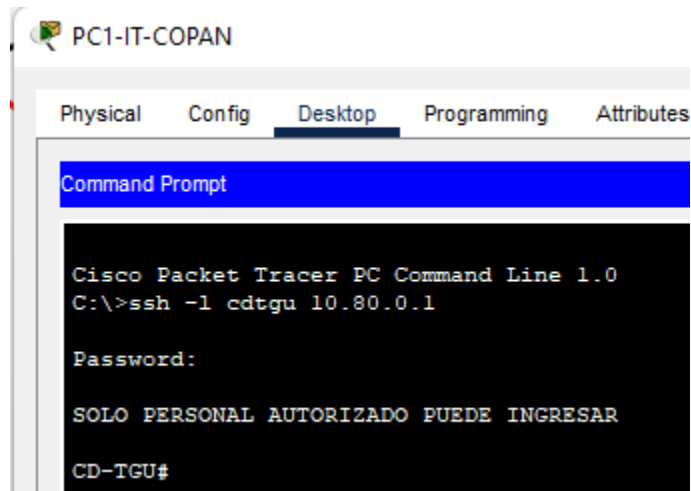 PC1-IT-COPAN
Physical Config Desktop Programming Attributes
Command Prompt
Cisco Packet Tracer PC Command Line 1.0
C:\>ssh -l cdtgu 10.80.0.1
Password:
SOLO PERSONAL AUTORIZADO PUEDE INGRESAR
CD-TGU#